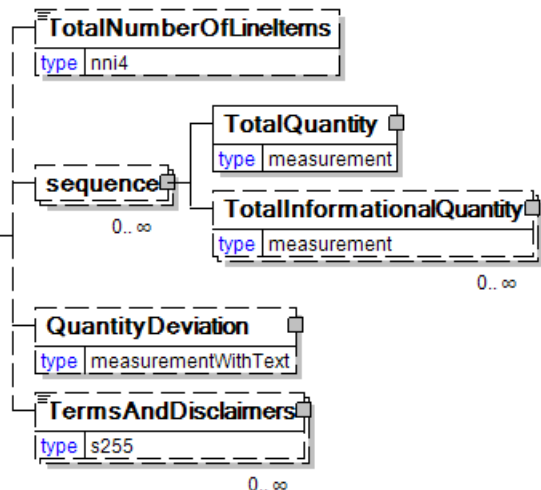 TotalNumberOfLineItems
type nni4
TotalQuantity
type measurement
sequence
0.. ∞
TotalInformationalQuantity
type measurement
0.. ∞
QuantityDeviation
type measurementWithText
TermsAndDisclaimers
type s255
0.. ∞